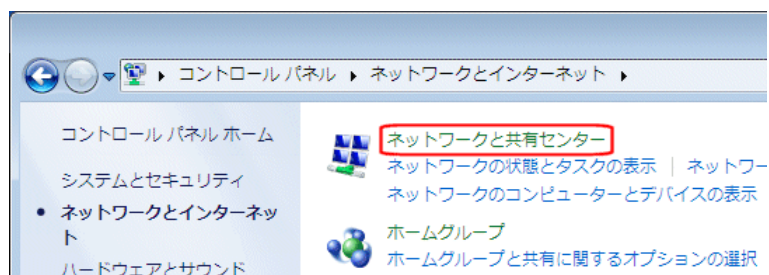 コントロール パネル ▸ ネットワークとインターネット ▸
コントロール パネル ホーム
システムとセキュリティ
• ネットワークとインターネッ
ト
ハードウェアとサウンド
ネットワークと共有センター
ネットワークの状態とタスクの表示 | ネットワー
ネットワークのコンピューターとデバイスの表示
ホームグループ
ホームグループと共有に関するオプションの選択